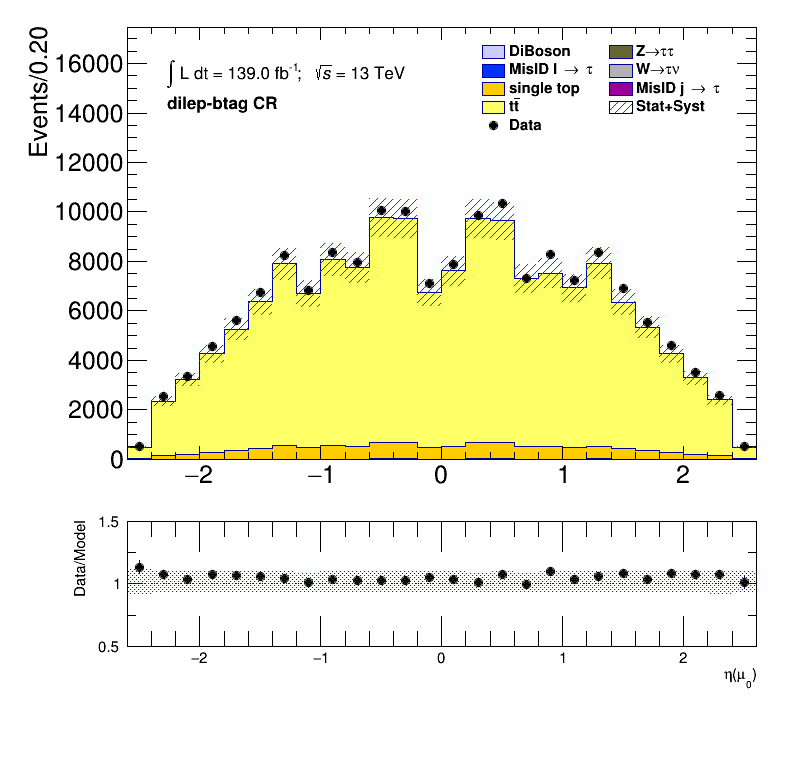 Events/0.20
16000
14000
12000
10000
8000
6000
4000
2000
0
∫ L dt = 139.0 fb⁻¹; √s = 13 TeV
dilep-btag CR
DiBoson
MisID l → τ
single top
tt̄
Data
Z→ττ
W→τν
MisID j → τ
Stat+Syst
−2 −1 0 1 2
Data/Model
1.5
1
0.5
−2 −1 0 1 2
η(μ₀)